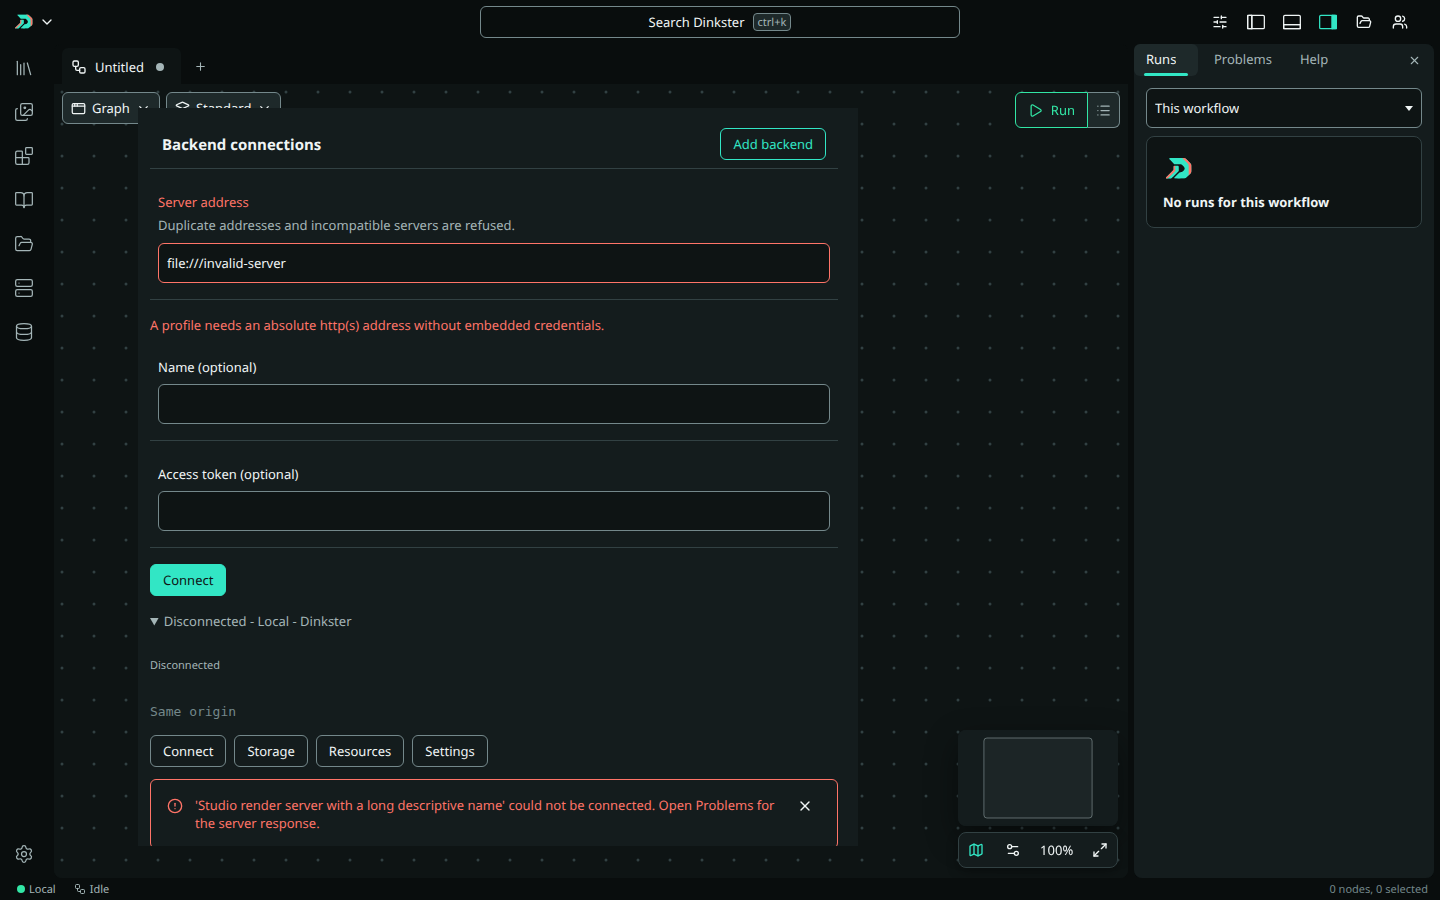 Search Dinkster ctrl+k
Untitled
Runs
Problems
Help
Graph
Standard
Run
This workflow
No runs for this workflow
Backend connections
Add backend
Server address
Duplicate addresses and incompatible servers are refused.
file:///invalid-server
A profile needs an absolute http(s) address without embedded credentials.
Name (optional)
Access token (optional)
Connect
Disconnected - Local - Dinkster
Disconnected
Same origin
Connect
Storage
Resources
Settings
'Studio render server with a long descriptive name' could not be connected. Open Problems for
the server response.
100%
Local
Idle
0 nodes, 0 selected